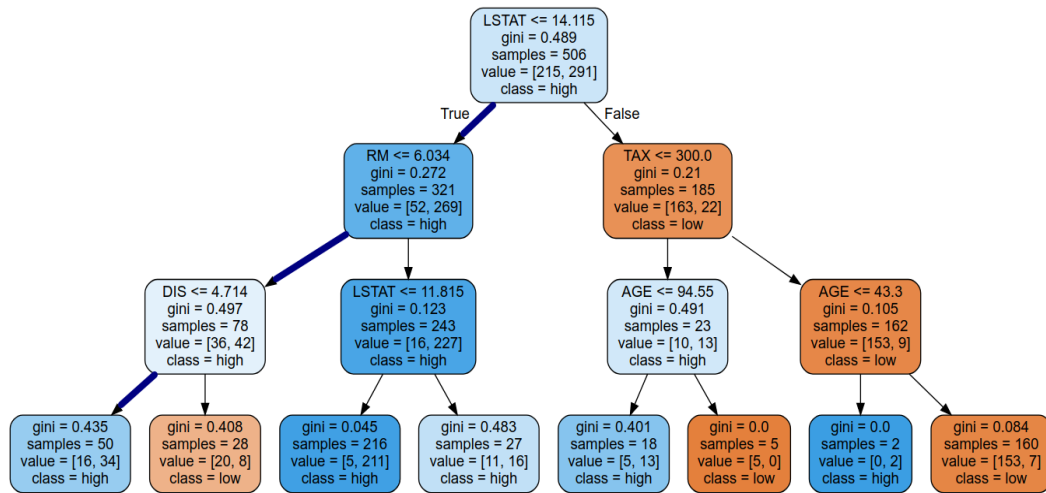 LSTAT <= 14.115
gini = 0.489
samples = 506
value = [215, 291]
class = high
True
False
RM <= 6.034
gini = 0.272
samples = 321
value = [52, 269]
class = high
TAX <= 300.0
gini = 0.21
samples = 185
value = [163, 22]
class = low
DIS <= 4.714
gini = 0.497
samples = 78
value = [36, 42]
class = high
LSTAT <= 11.815
gini = 0.123
samples = 243
value = [16, 227]
class = high
AGE <= 94.55
gini = 0.491
samples = 23
value = [10, 13]
class = high
AGE <= 43.3
gini = 0.105
samples = 162
value = [153, 9]
class = low
gini = 0.435
samples = 50
value = [16, 34]
class = high
gini = 0.408
samples = 28
value = [20, 8]
class = low
gini = 0.045
samples = 216
value = [5, 211]
class = high
gini = 0.483
samples = 27
value = [11, 16]
class = high
gini = 0.401
samples = 18
value = [5, 13]
class = high
gini = 0.0
samples = 5
value = [5, 0]
class = low
gini = 0.0
samples = 2
value = [0, 2]
class = high
gini = 0.084
samples = 160
value = [153, 7]
class = low